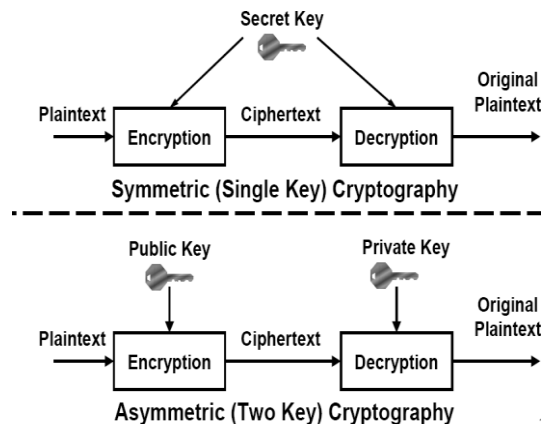 Secret Key
Original
Plaintext
Plaintext
Encryption
Ciphertext
Decryption
Symmetric (Single Key) Cryptography
Public Key
Private Key
Original
Plaintext
Plaintext
Encryption
Ciphertext
Decryption
Asymmetric (Two Key) Cryptography